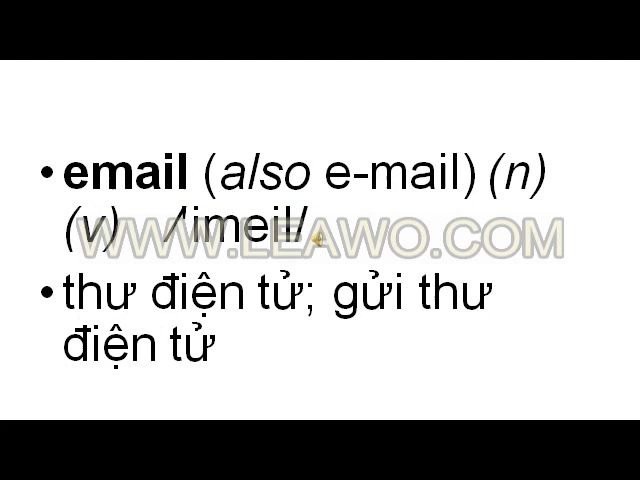 • email (also e-mail) (n)
(v) /imeil/
WWW.LEAWO.COM
• thư điện tử; gửi thư
điện tử